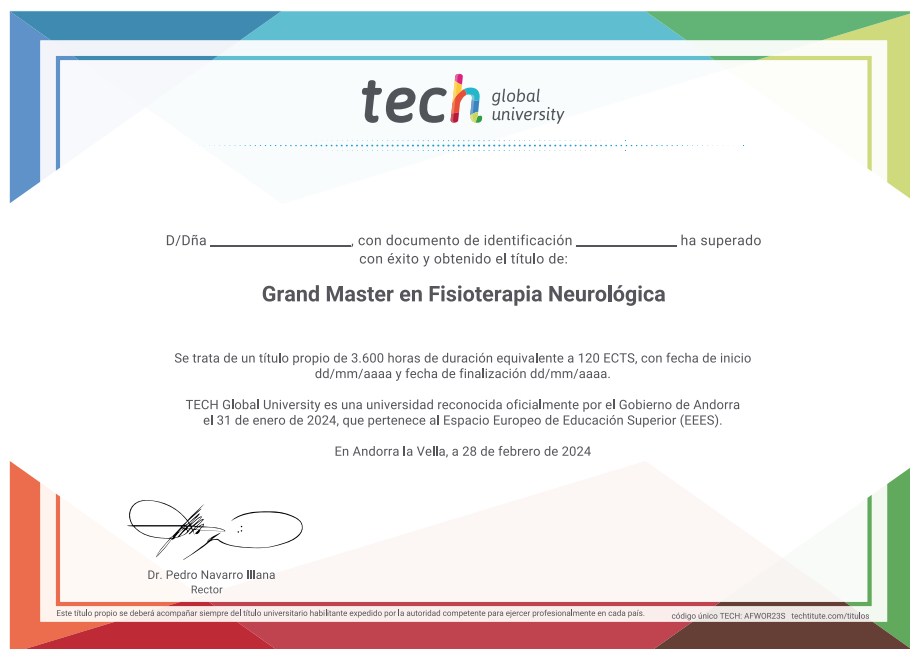 tech global
university
D/Dña ______________, con documento de identificación __________ ha superado
con éxito y obtenido el título de:
Grand Master en Fisioterapia Neurológica
Se trata de un título propio de 3.600 horas de duración equivalente a 120 ECTS, con fecha de inicio
dd/mm/aaaa y fecha de finalización dd/mm/aaaa.
TECH Global University es una universidad reconocida oficialmente por el Gobierno de Andorra
el 31 de enero de 2024, que pertenece al Espacio Europeo de Educación Superior (EEES).
En Andorra la Vella, a 28 de febrero de 2024
Dr. Pedro Navarro Illana
Rector
Este título propio se deberá acompañar siempre del título universitario habilitante expedido por la autoridad competente para ejercer profesionalmente en cada país.
código único TECH: AFWOR23S techtitute.com/titulos